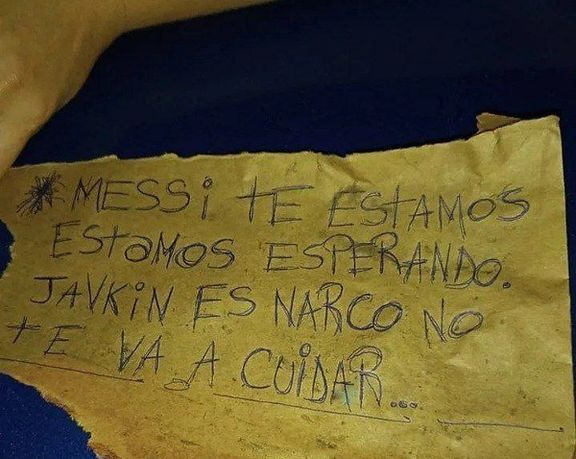 * MESSi tE ESTAMOS
EStaMOS ESPERANDO.
JAVKIN ES NARCO NO
tE VA A CUiDAR...